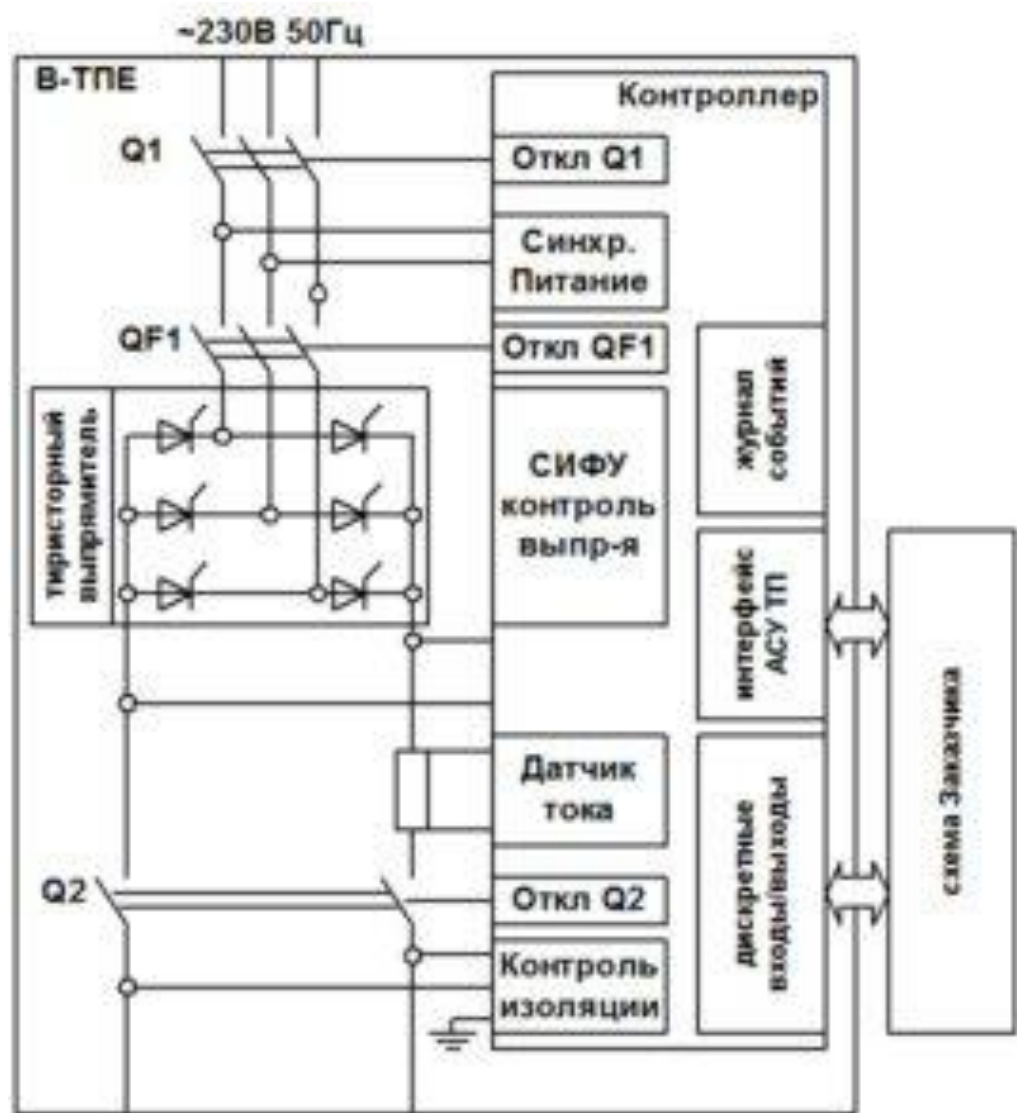 ~230В 50Гц
В-ТПЕ
Контроллер
Q1
Откл Q1
Синхр.
Питание
QF1
Откл QF1
тиристорный
выпрямитель
СИФУ
контроль
выпр-я
журнал
событий
интерфейс
АСУ ТП
Датчик
тока
дискретные
входы/выходы
схема Заказчика
Q2
Откл Q2
Контроль
изоляции